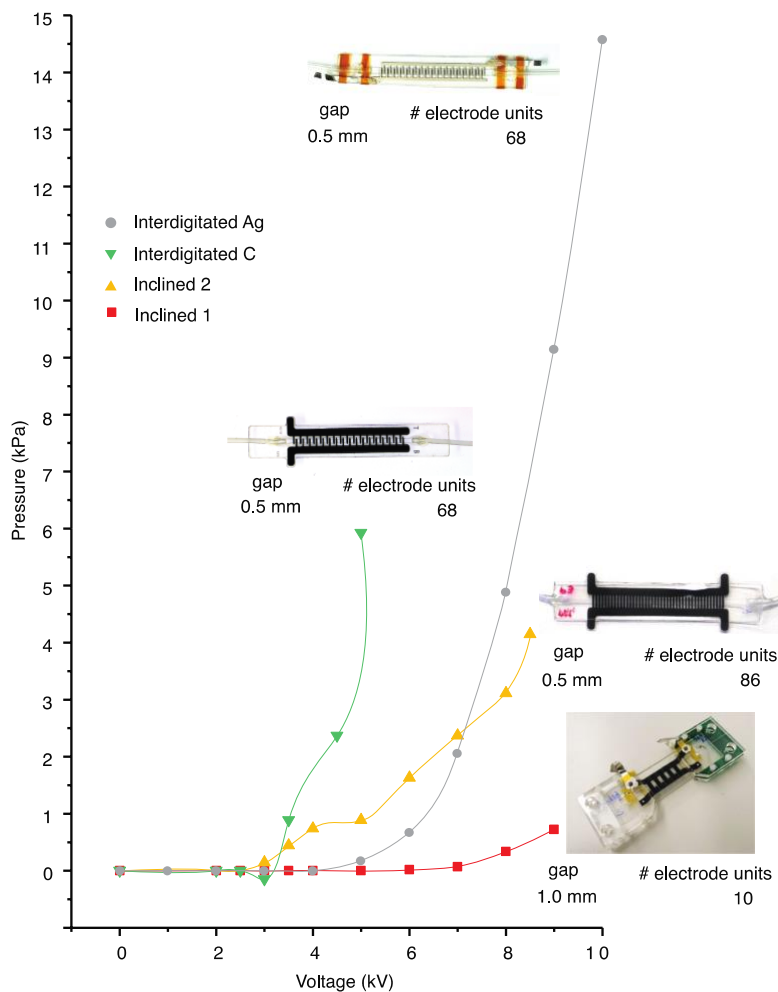 15
14
13
12
11
10
9
8
7
6
5
4
3
2
1
0
Pressure (kPa)
0 2 4 6 8 10
Voltage (kV)
Interdigitated Ag
Interdigitated C
Inclined 2
Inclined 1
gap # electrode units
0.5 mm 68
gap # electrode units
0.5 mm 68
gap # electrode units
0.5 mm 86
gap # electrode units
1.0 mm 10